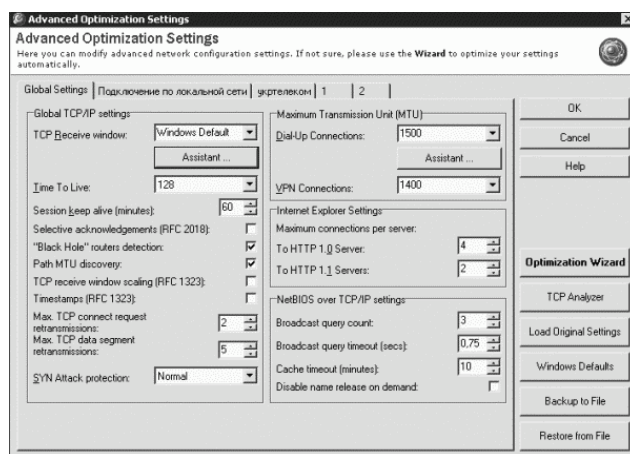 Advanced Optimization Settings
Advanced Optimization Settings
Here you can modify advanced network configuration settings. If not sure, please use the Wizard to optimize your settings
automatically.
Global Settings Подключение по локальной сети укртелеком 1 2
Global TCP/IP settings
TCP Receive window: Windows Default
Assistant ...
Time To Live: 128
Session keep alive (minutes): 60
Selective acknowledgements (RFC 2018):
"Black Hole" routers detection:
Path MTU discovery:
TCP receive window scaling (RFC 1323):
Timestamps (RFC 1323):
Max. TCP connect request
retransmissions: 2
Max. TCP data segment
retransmissions: 5
SYN Attack protection: Normal
Maximum Transmission Unit (MTU)
Dial-Up Connections: 1500
Assistant ...
VPN Connections: 1400
Internet Explorer Settings
Maximum connections per server:
To HTTP 1.0 Server: 4
To HTTP 1.1 Servers: 2
NetBIOS over TCP/IP settings
Broadcast query count: 3
Broadcast query timeout (secs): 0,75
Cache timeout (minutes): 10
Disable name release on demand:
OK
Cancel
Help
Optimization Wizard
TCP Analyzer
Load Original Settings
Windows Defaults
Backup to File
Restore from File